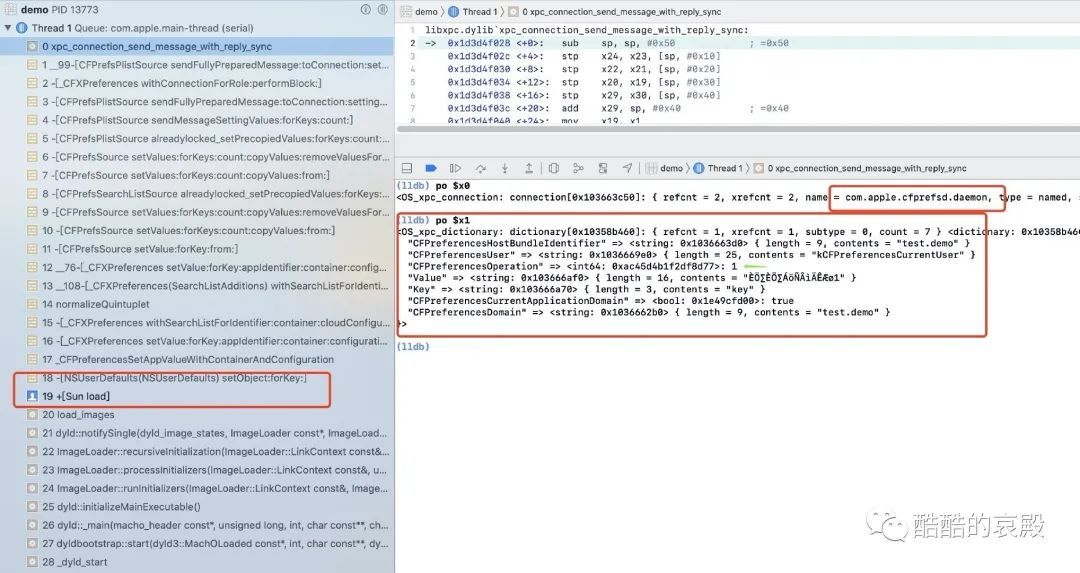 demo PID 13773
Thread 1 Queue: com.apple.main-thread (serial)
0 xpc_connection_send_message_with_reply_sync
1 __99-[CFPrefsPlistSource sendFullyPreparedMessage:toConnection:set...
2 -[_CFXPreferences withConnectionForRole:performBlock:]
3 -[CFPrefsPlistSource sendFullyPreparedMessage:toConnection:setting...
4 -[CFPrefsPlistSource sendMessageSettingValues:forKeys:count:]
5 -[CFPrefsPlistSource alreadylocked_setPrecopiedValues:forKeys:count:...
6 -[CFPrefsSource setValues:forKeys:count:copyValues:removeValuesFor...
7 -[CFPrefsSource setValues:forKeys:count:copyValues:from:]
8 -[CFPrefsSearchListSource alreadylocked_setPrecopiedValues:forKeys:...
9 -[CFPrefsSource setValues:forKeys:count:copyValues:removeValuesFor...
10 -[CFPrefsSource setValues:forKeys:count:copyValues:from:]
11 -[CFPrefsSource setValue:forKey:from:]
12 __76-[_CFXPreferences setValue:forKey:appIdentifier:container:config...
13 __108-[_CFXPreferences(SearchListAdditions) withSearchListForIdentif...
14 normalizeQuintuplet
15 -[_CFXPreferences withSearchListForIdentifier:container:cloudConfigu...
16 -[_CFXPreferences setValue:forKey:appIdentifier:container:configuration...
17 _CFPreferencesSetAppValueWithContainerAndConfiguration
18 -[NSUserDefaults(NSUserDefaults) setObject:forKey:]
19 +[Sun load]
20 load_images
21 dyld::notifySingle(dyld_image_states, ImageLoader const*, ImageLoad...
22 ImageLoader::recursiveInitialization(ImageLoader::LinkContext const&...
23 ImageLoader::processInitializers(ImageLoader::LinkContext const&, u...
24 ImageLoader::runInitializers(ImageLoader::LinkContext const&, ImageL...
25 dyld::initializeMainExecutable()
26 dyld::_main(macho_header const*, unsigned long, int, char const**, ch...
27 dyldbootstrap::start(dyld3::MachOLoaded const*, int, char const**, dy...
28 _dyld_start
demo 〉 Thread 1 〉 0 xpc_connection_send_message_with_reply_sync
1 libxpc.dylib`xpc_connection_send_message_with_reply_sync:
2 -> 0x1d3d4f028 <+0>: sub sp, sp, #0x50 ; =0x50
3 0x1d3d4f02c <+4>: stp x24, x23, [sp, #0x10]
4 0x1d3d4f030 <+8>: stp x22, x21, [sp, #0x20]
5 0x1d3d4f034 <+12>: stp x20, x19, [sp, #0x30]
6 0x1d3d4f038 <+16>: stp x29, x30, [sp, #0x40]
7 0x1d3d4f03c <+20>: add x29, sp, #0x40 ; =0x40
8 0x1d3d4f040 <+24>: mov x19, x1
demo 〉 Thread 1 〉 0 xpc_connection_send_message_with_reply_sync
(lldb) po $x0
<OS_xpc_connection: connection[0x103663c50]: { refcnt = 2, xrefcnt = 2, name = com.apple.cfprefsd.daemon, type = named,
(lldb) po $x1
<OS_xpc_dictionary: dictionary[0x10358b460]: { refcnt = 1, xrefcnt = 1, subtype = 0, count = 7 } <dictionary: 0x10358b460
"CFPreferencesHostBundleIdentifier" => <string: 0x1036663d0> { length = 9, contents = "test.demo" }
"CFPreferencesUser" => <string: 0x1036669e0> { length = 25, contents = "kCFPreferencesCurrentUser" }
"CFPreferencesOperation" => <int64: 0xac45d4b1f2df8d77>: 1
"Value" => <string: 0x103666af0> { length = 16, contents = }
"Key" => <string: 0x103666a70> { length = 3, contents = "key" }
"CFPreferencesCurrentApplicationDomain" => <bool: 0x1e49cfd00>: true
"CFPreferencesDomain" => <string: 0x1036662b0> { length = 9, contents = "test.demo" }
}>
(lldb)
酷酷的哀殿